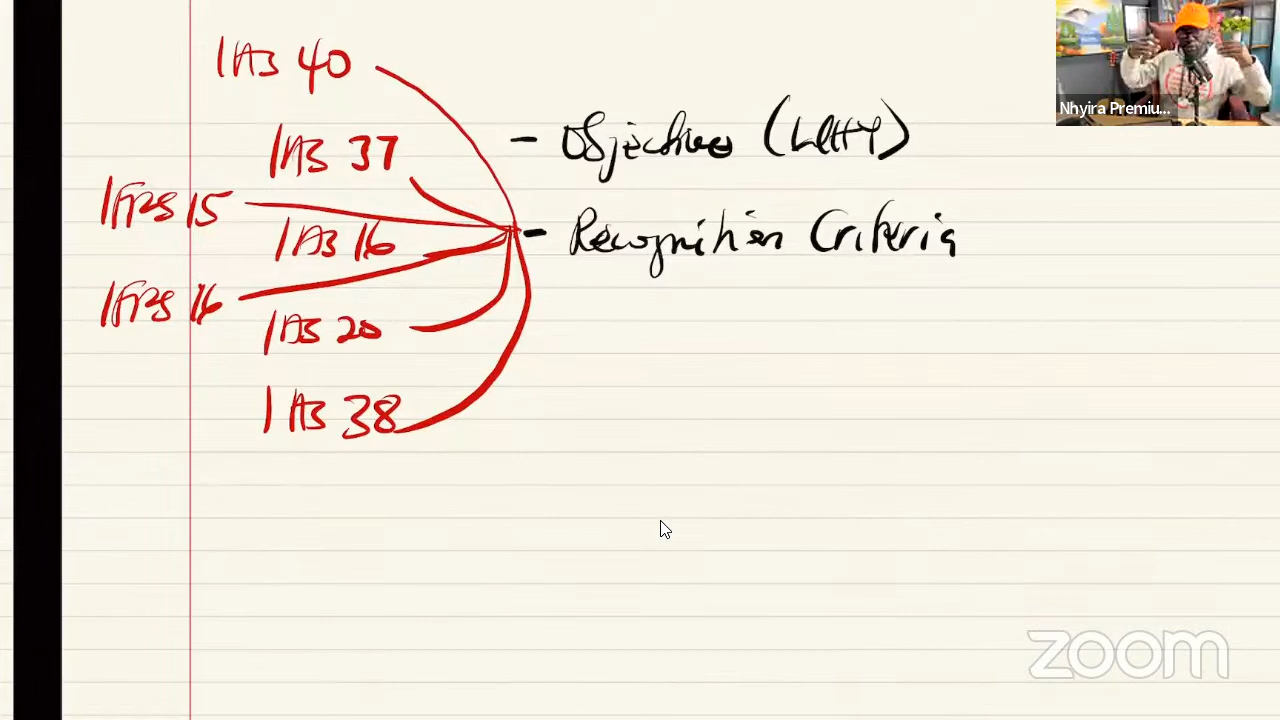 IAS 40
Nhyira Premiu...
- Objectives (WHY)
IAS 37
IFRS 15
IAS 16
- Recognition Criteria
IFRS 16
IAS 20
IAS 38
zoom